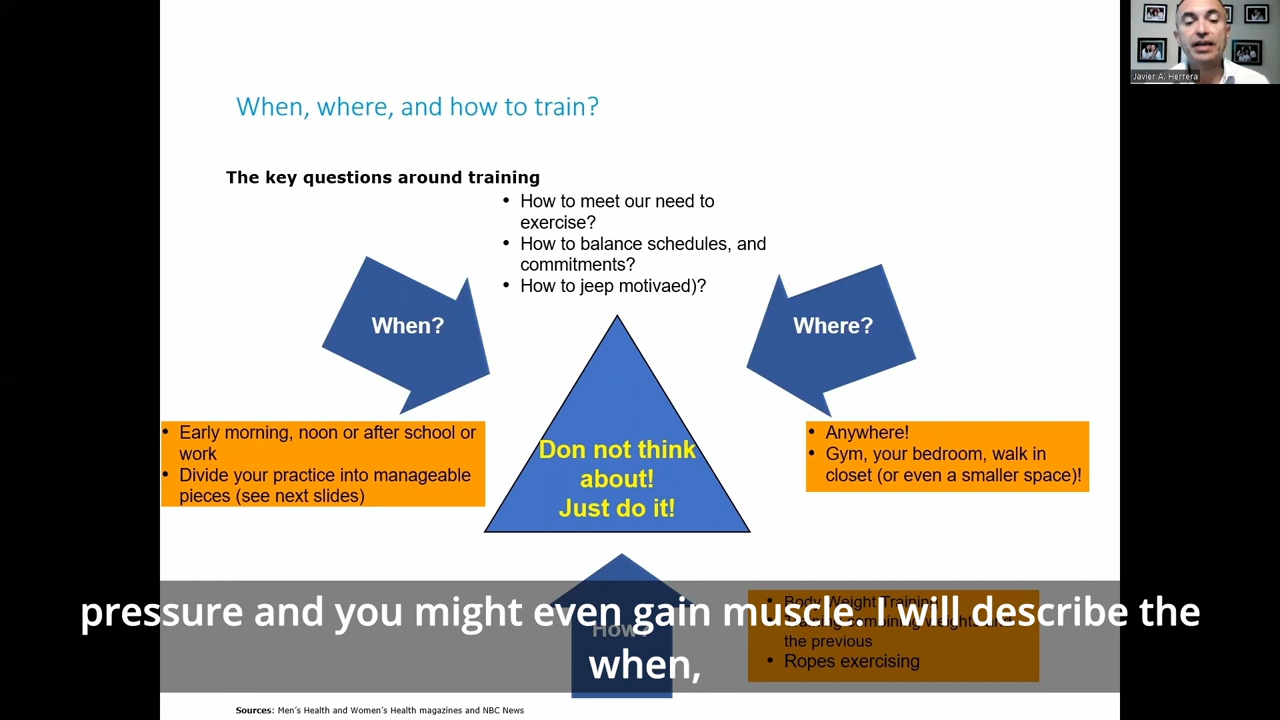 Javier A. Herrera
When, where, and how to train?
The key questions around training
• How to meet our need to
exercise?
• How to balance schedules, and
commitments?
• How to jeep motivaed)?
When?
Where?
• Early morning, noon or after school or
work
• Divide your practice into manageable
pieces (see next slides)
• Anywhere!
• Gym, your bedroom, walk in
closet (or even a smaller space)!
Don not think
about!
Just do it!
How?
• Body Weight Training
combining weights
the previous
• Ropes exercising
pressure and you might even gain muscle. I will describe the
when,
Sources: Men's Health and Women's Health magazines and NBC News